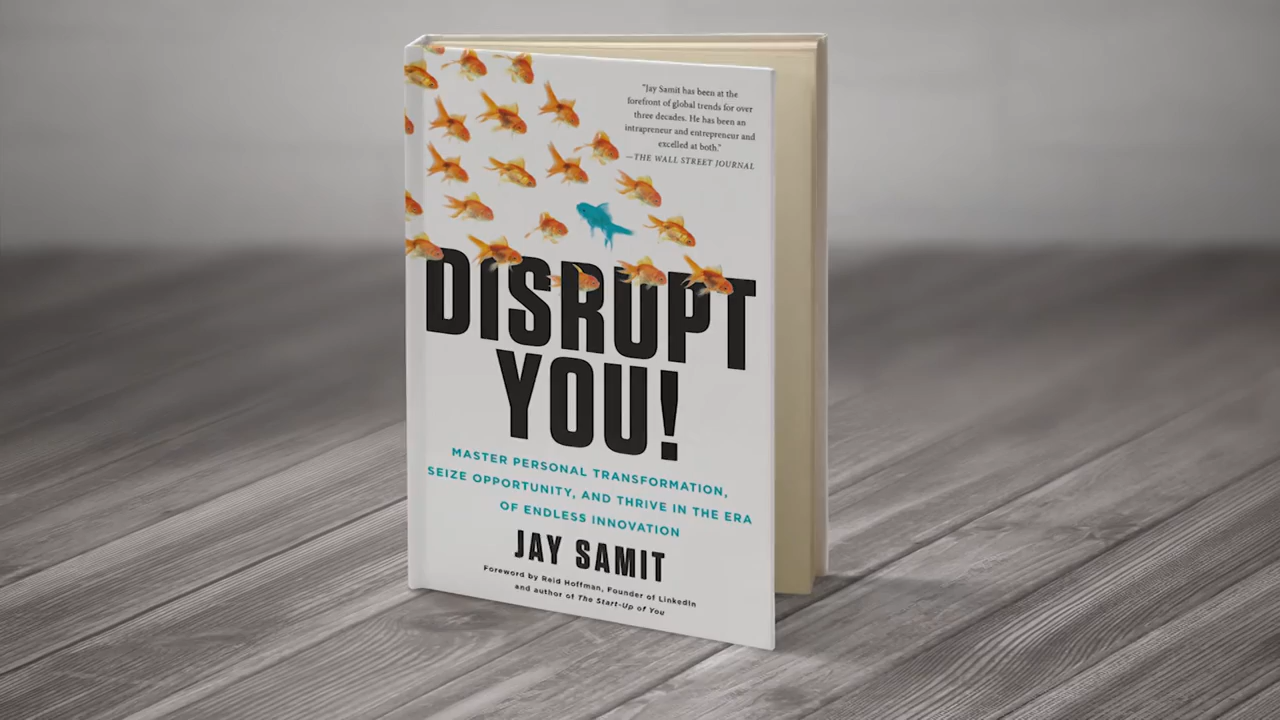 "Jay Samit has been at the
forefront of global trends for over
three decades. He has been an
intrapreneur and entrepreneur and
excelled at both."
—THE WALL STREET JOURNAL
DISRUPT
YOU!
MASTER PERSONAL TRANSFORMATION,
SEIZE OPPORTUNITY, AND THRIVE IN THE ERA
OF ENDLESS INNOVATION
JAY SAMIT
Foreword by Reid Hoffman, Founder of LinkedIn
and author of The Start-Up of You